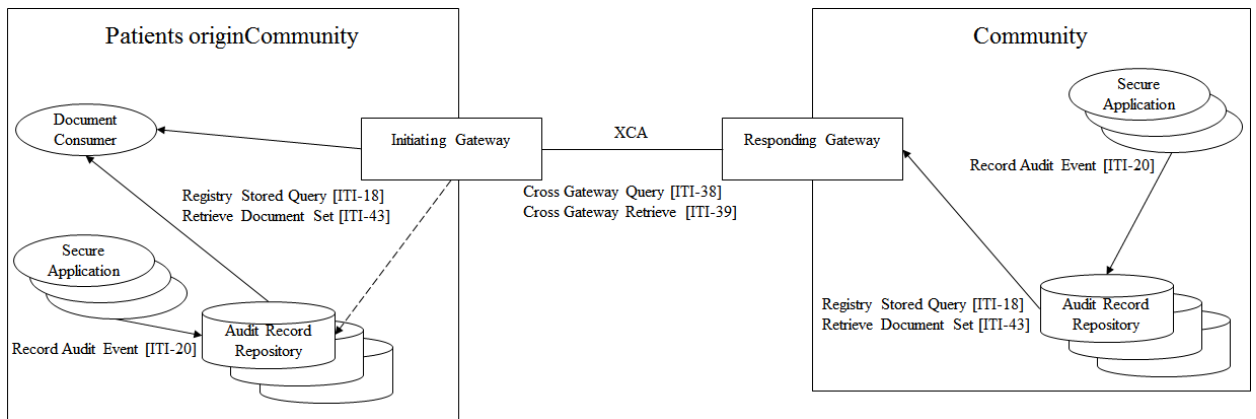 Patients originCommunity
Document
Consumer
Initiating Gateway
Registry Stored Query [ITI-18]
Retrieve Document Set [ITI-43]
Secure
Application
Audit Record
Repository
Record Audit Event [ITI-20]
XCA
Cross Gateway Query [ITI-38]
Cross Gateway Retrieve [ITI-39]
Community
Secure
Application
Responding Gateway
Record Audit Event [ITI-20]
Registry Stored Query [ITI-18]
Retrieve Document Set [ITI-43]
Audit Record
Repository